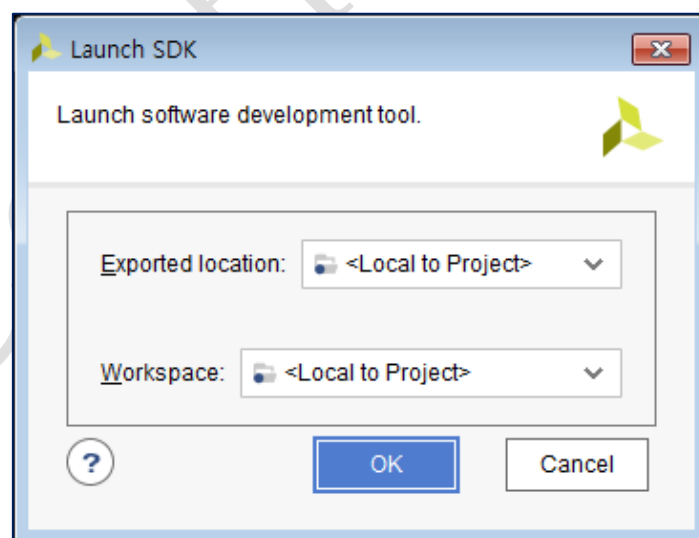 Launch SDK
Launch software development tool.
Exported location: <Local to Project>
Workspace: <Local to Project>
? OK Cancel